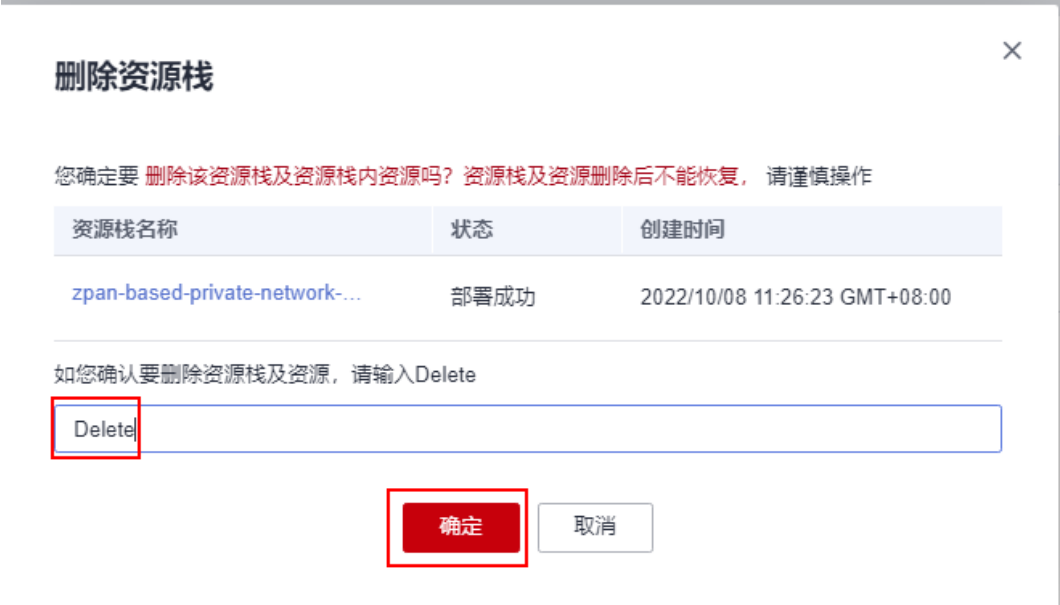 删除资源栈
您确定要 删除该资源栈及资源栈内资源吗？资源栈及资源删除后不能恢复， 请谨慎操作
资源栈名称 状态 创建时间
zpan-based-private-network-... 部署成功 2022/10/08 11:26:23 GMT+08:00
如您确认要删除资源栈及资源，请输入Delete
Delete
确定 取消